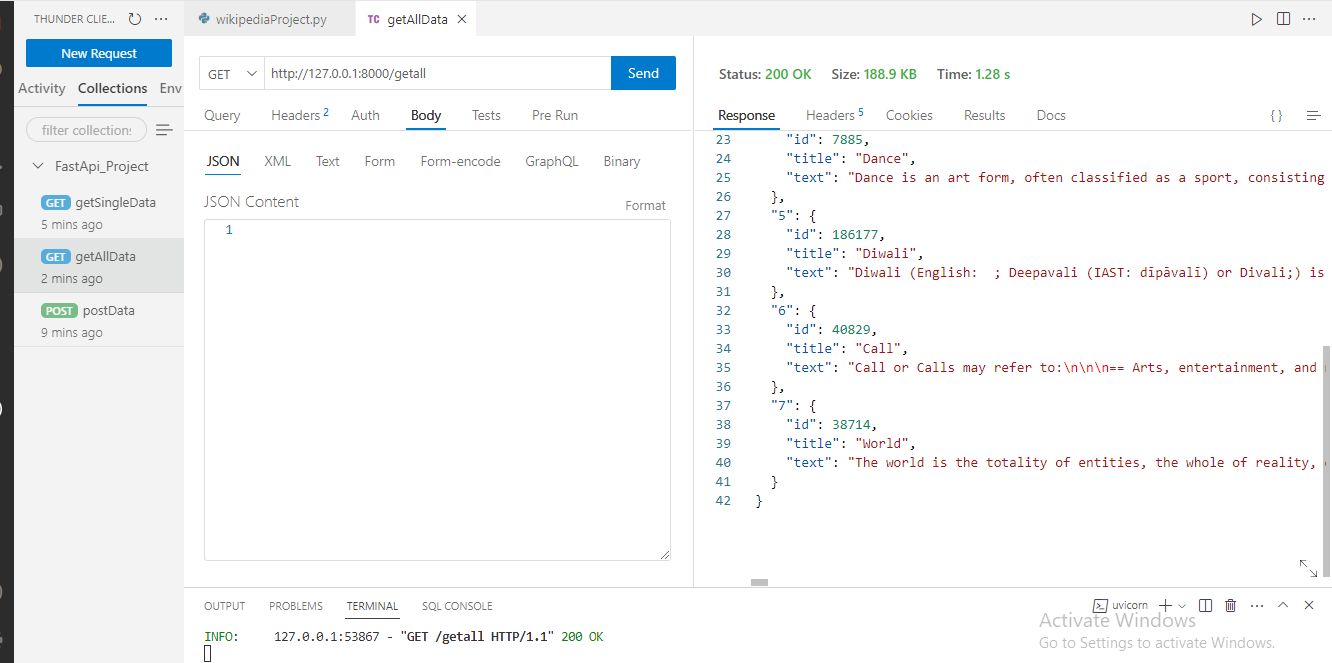 THUNDER CLIE...
New Request
Activity Collections Env
filter collections
FastApi_Project
GET getSingleData
5 mins ago
GET getAllData
2 mins ago
POST postData
9 mins ago
wikipediaProject.py
TC getAllData
GET http://127.0.0.1:8000/getall Send
Query Headers 2 Auth Body Tests Pre Run
JSON XML Text Form Form-encode GraphQL Binary
JSON Content
Format
1
Status: 200 OK Size: 188.9 KB Time: 1.28 s
Response Headers 5 Cookies Results Docs
{ }
23 "id": 7885,
24 "title": "Dance",
25 "text": "Dance is an art form, often classified as a sport, consisting
26 },
27 "5": {
28 "id": 186177,
29 "title": "Diwali",
30 "text": "Diwali (English:  ; Deepavali (IAST: dīpāvalī) or Divali;) is
31 },
32 "6": {
33 "id": 40829,
34 "title": "Call",
35 "text": "Call or Calls may refer to:\n\n\n== Arts, entertainment, and
36 },
37 "7": {
38 "id": 38714,
39 "title": "World",
40 "text": "The world is the totality of entities, the whole of reality,
41 }
42 }
OUTPUT PROBLEMS TERMINAL SQL CONSOLE
uvicorn
INFO: 127.0.0.1:53867 - "GET /getall HTTP/1.1" 200 OK
Activate Windows
Go to Settings to activate Windows.